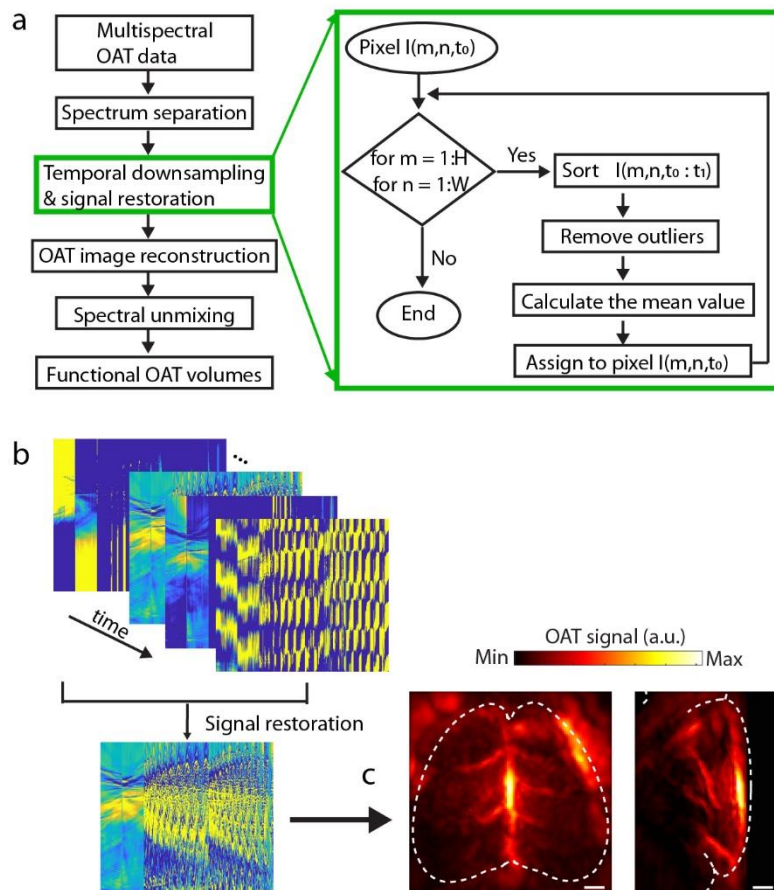 a
Multispectral
OAT data
Spectrum separation
Temporal downsampling
& signal restoration
OAT image reconstruction
Spectral unmixing
Functional OAT volumes
Pixel I(m,n,t₀)
for m = 1:H
for n = 1:W
Yes
No
End
Sort I(m,n,t₀ : t₁)
Remove outliers
Calculate the mean value
Assign to pixel I(m,n,t₀)
b
...
time
Signal restoration
c
OAT signal (a.u.)
Min Max